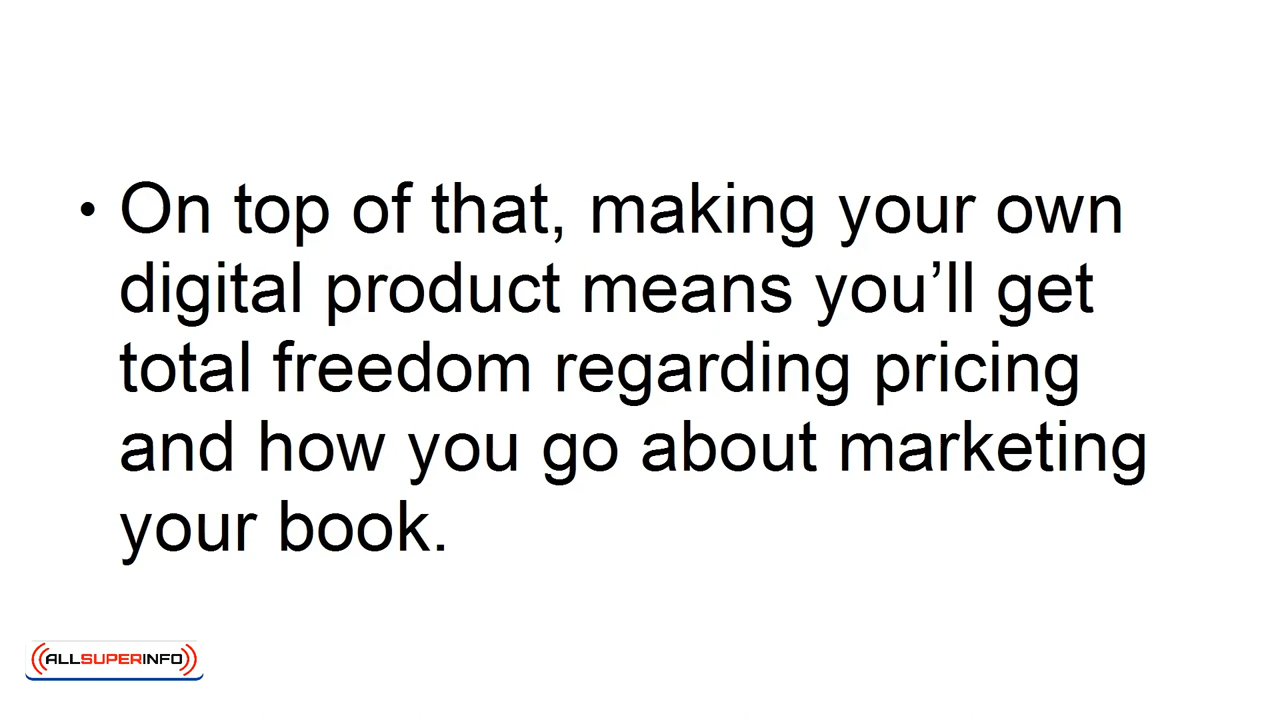 • On top of that, making your own
digital product means you’ll get
total freedom regarding pricing
and how you go about marketing
your book.
ALLSUPERINFO